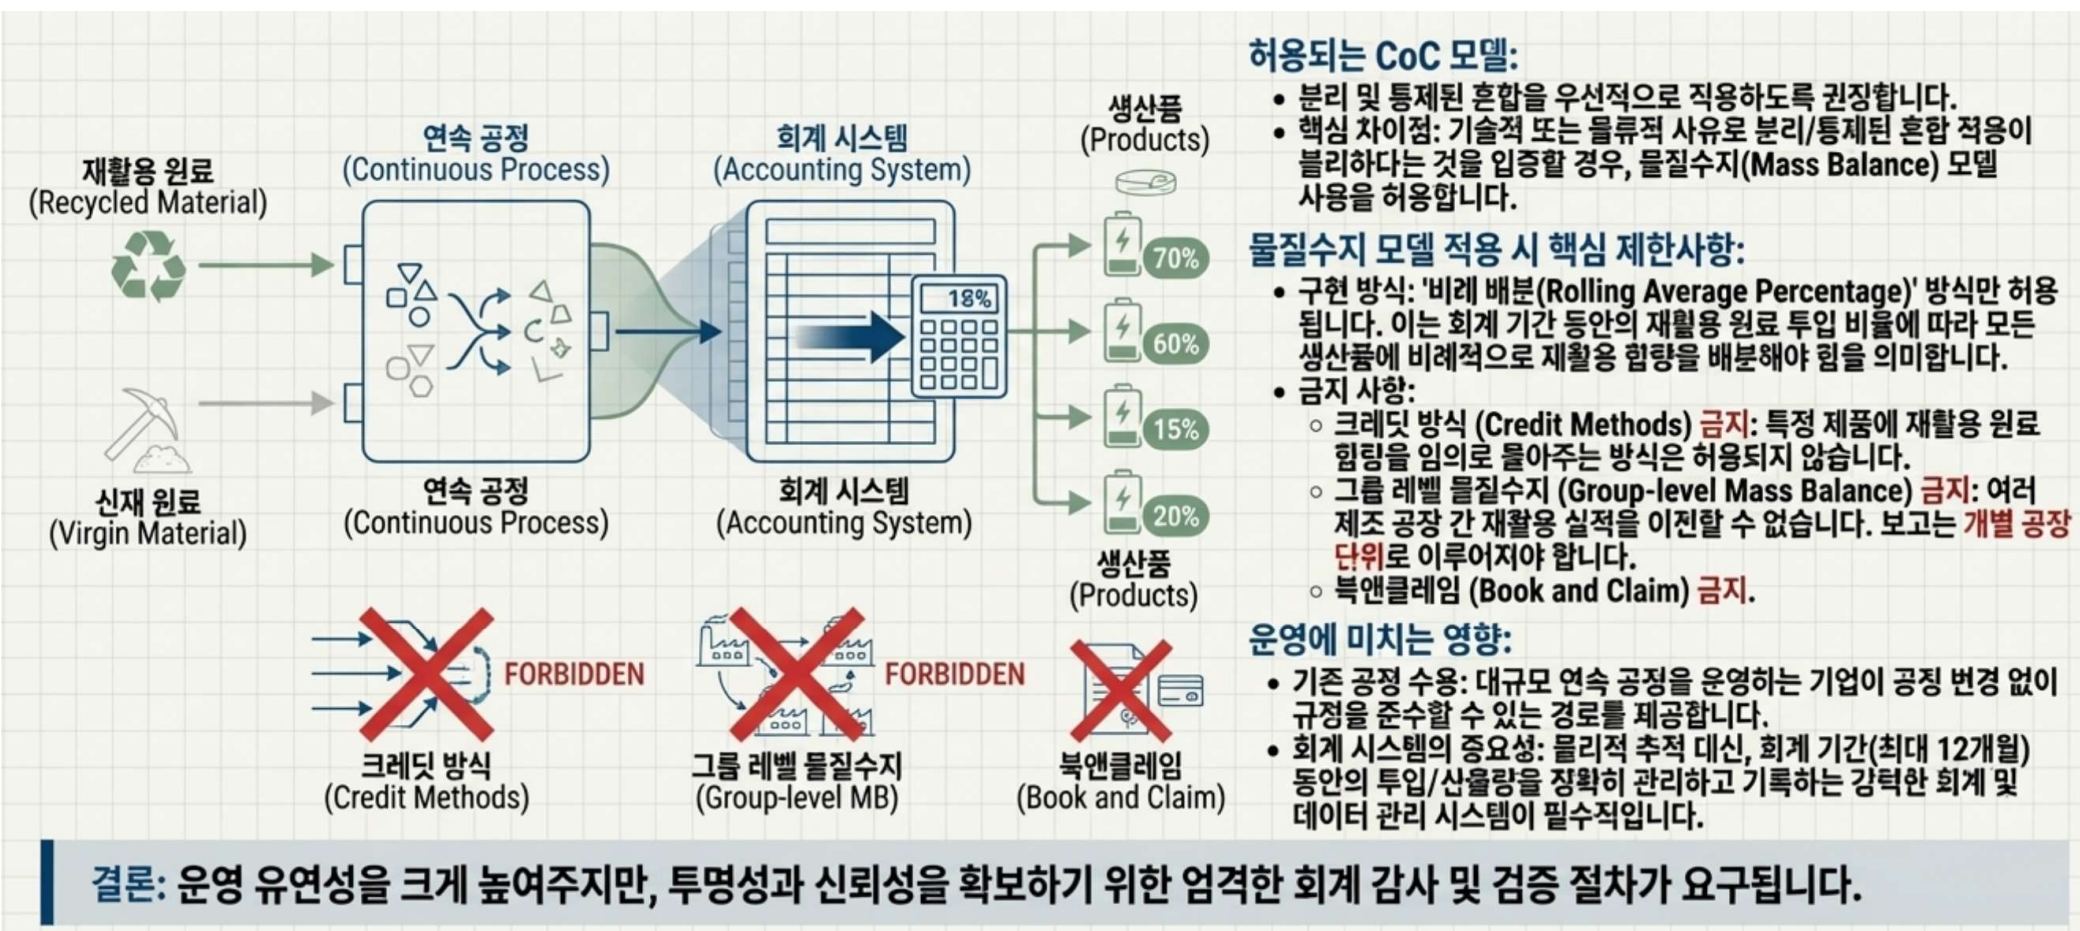 재활용 원료
(Recycled Material)
신재 원료
(Virgin Material)
연속 공정
(Continuous Process)
연속 공정
(Continuous Process)
회계 시스템
(Accounting System)
18%
회계 시스템
(Accounting System)
생산품
(Products)
70%
60%
15%
20%
생산품
(Products)
FORBIDDEN
크레딧 방식
(Credit Methods)
FORBIDDEN
그룹 레벨 물질수지
(Group-level MB)
북앤클레임
(Book and Claim)
허용되는 CoC 모델:
• 분리 및 통제된 혼합을 우선적으로 적용하도록 권장합니다.
• 핵심 차이점: 기술적 또는 물류적 사유로 분리/통제된 혼합 적용이
불리하다는 것을 입증할 경우, 물질수지(Mass Balance) 모델
사용을 허용합니다.
물질수지 모델 적용 시 핵심 제한사항:
• 구현 방식: '비례 배분(Rolling Average Percentage)' 방식만 허용
됩니다. 이는 회계 기간 동안의 재활용 원료 투입 비율에 따라 모든
생산품에 비례적으로 재활용 함량을 배분해야 함을 의미합니다.
• 금지 사항:
○ 크레딧 방식 (Credit Methods) 금지: 특정 제품에 재활용 원료
임의로 몰아주는 방식은 허용되지 않습니다.
○ 그룹 레벨 물질수지 (Group-level Mass Balance) 금지: 여러
제조 공장 간 재활용 실적을 이전할 수 없습니다. 보고는 개별 공장
단위로 이루어져야 합니다.
○ 북앤클레임 (Book and Claim) 금지.
운영에 미치는 영향:
• 기존 공정 수용: 대규모 연속 공정을 운영하는 기업이 공정 변경 없이
규정을 준수할 수 있는 경로를 제공합니다.
• 회계 시스템의 중요성: 물리적 추적 대신, 회계 기간(최대 12개월)
동안의 투입/산출량을 정확히 관리하고 기록하는 강력한 회계 및
데이터 관리 시스템이 필수적입니다.
결론: 운영 유연성을 크게 높여주지만, 투명성과 신뢰성을 확보하기 위한 엄격한 회계 감사 및 검증 절차가 요구됩니다.